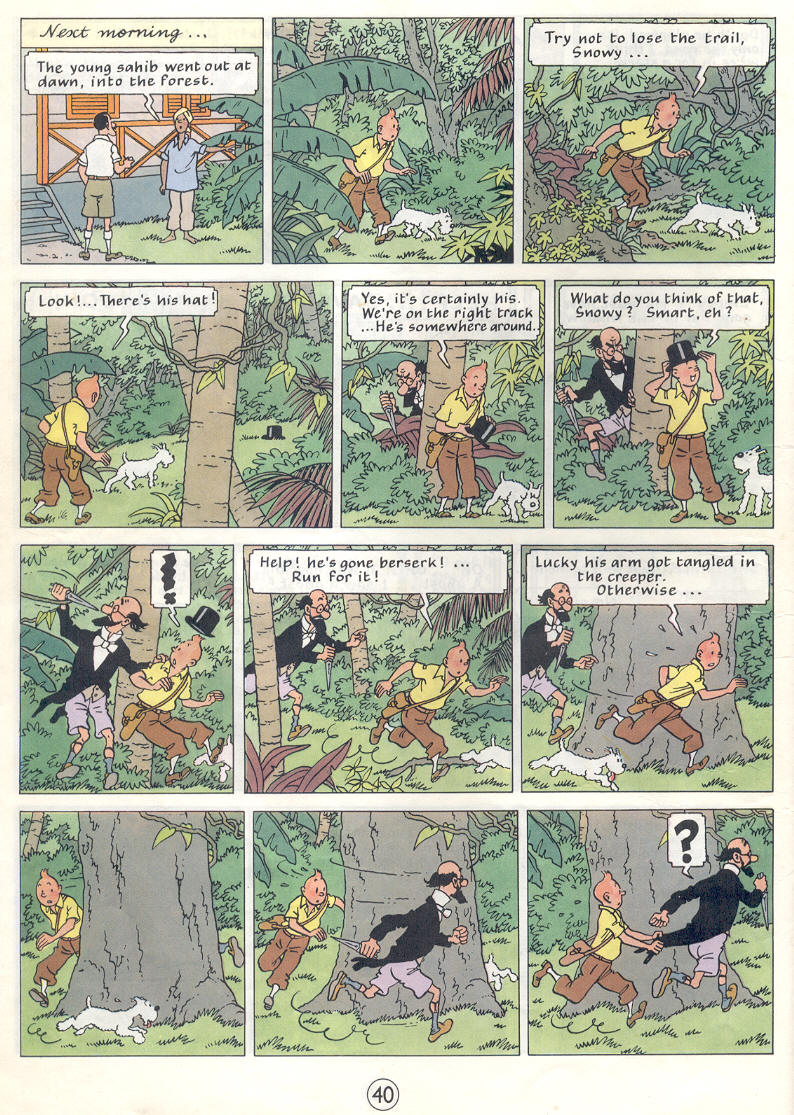 Next morning ...
The young sahib went out at
dawn, into the forest.
Try not to lose the trail,
Snowy ...
Look!...There's his hat!
Yes, it's certainly his.
We're on the right track
...He's somewhere around..
What do you think of that,
Snowy? Smart, eh?
!
Help! he's gone berserk! ...
Run for it!
Lucky his arm got tangled in
the creeper.
Otherwise ...
?
40